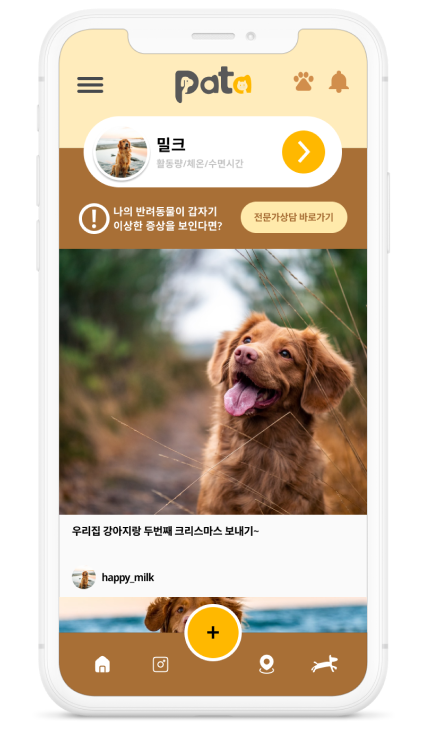 pata
밀크
활동량/체온/수면시간
나의 반려동물이 갑자기
이상한 증상을 보인다면?
전문가상담 바로가기
우리집 강아지랑 두번째 크리스마스 보내기~
happy_milk
+